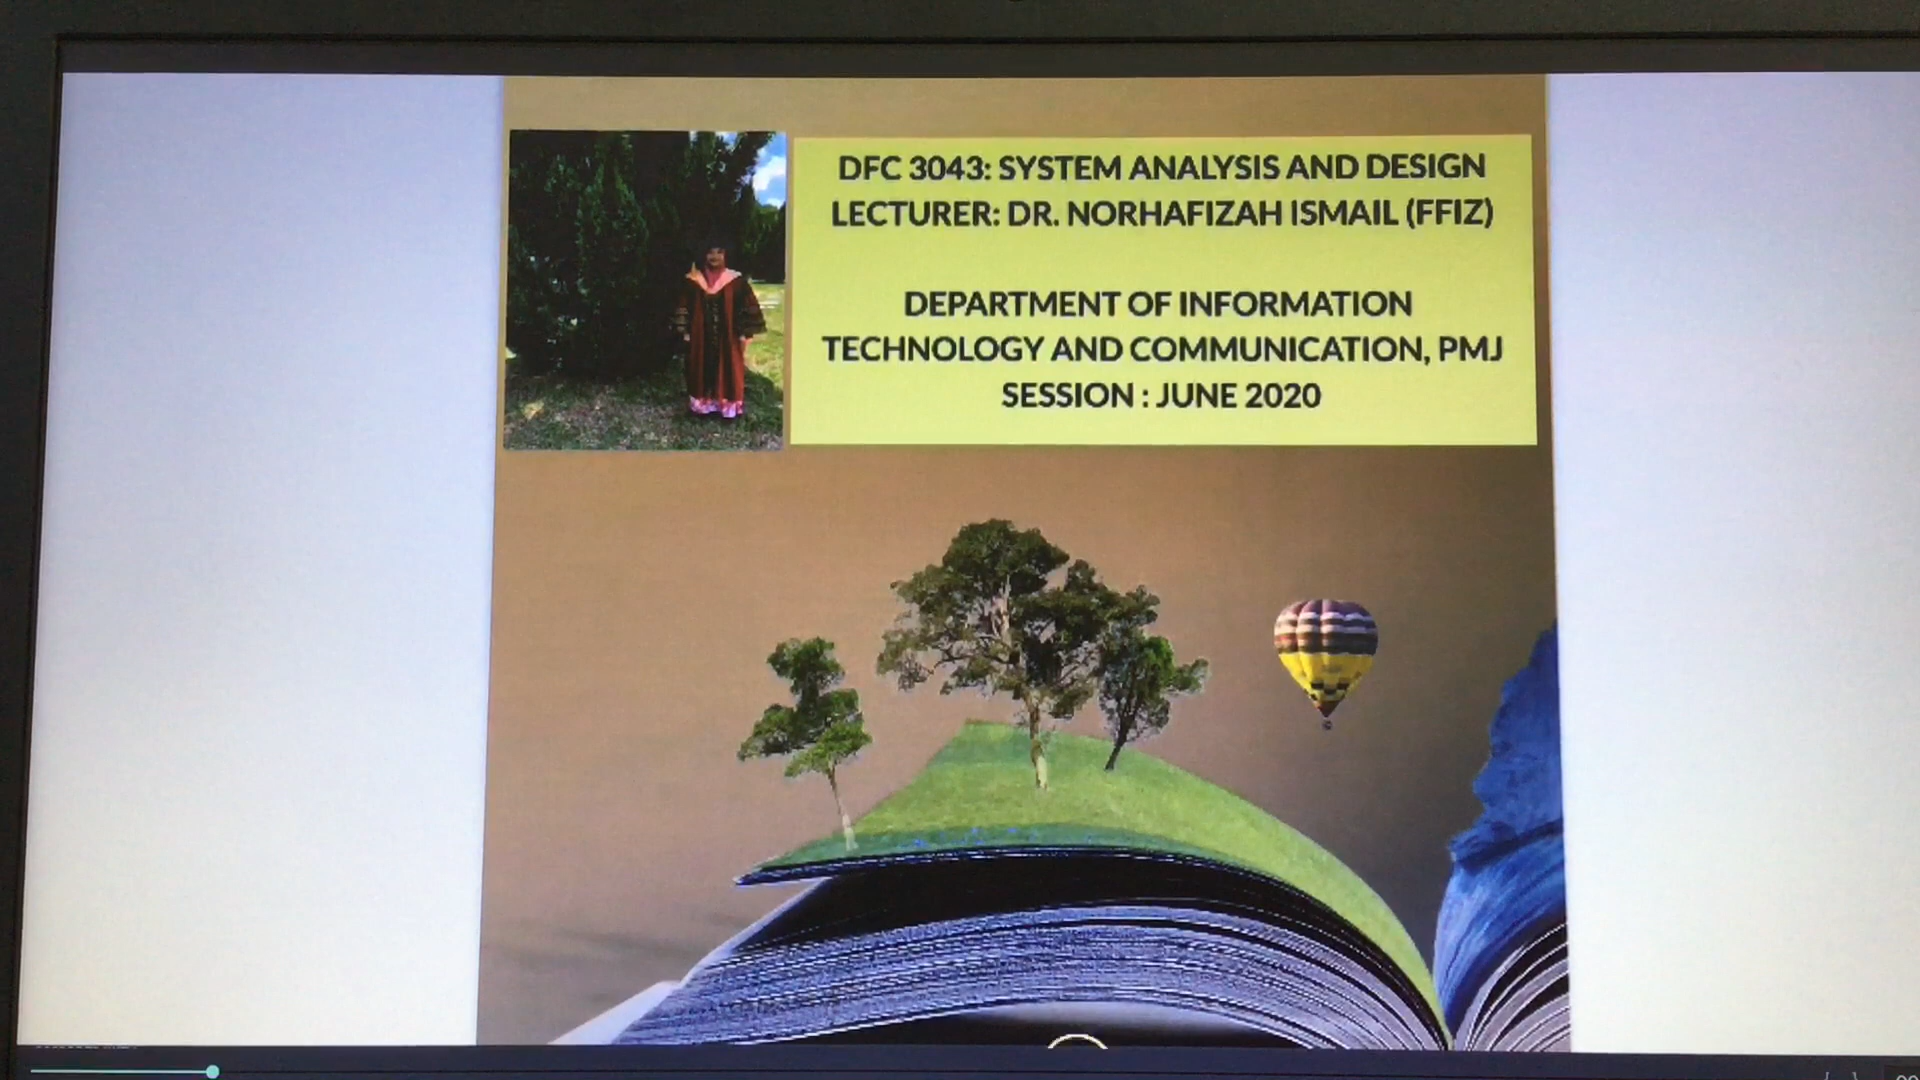 DFC 3043: SYSTEM ANALYSIS AND DESIGN
LECTURER: DR. NORHAFIZAH ISMAIL (FFIZ)
DEPARTMENT OF INFORMATION
TECHNOLOGY AND COMMUNICATION, PMJ
SESSION : JUNE 2020